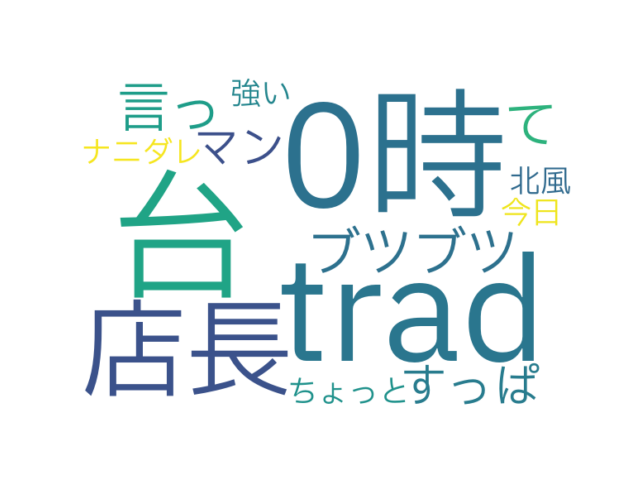 強い
言っ
0時
て
ナニダレ
マン
北風
台
今日
ブツブツ
trad
店長
すっぱ
ちょっと